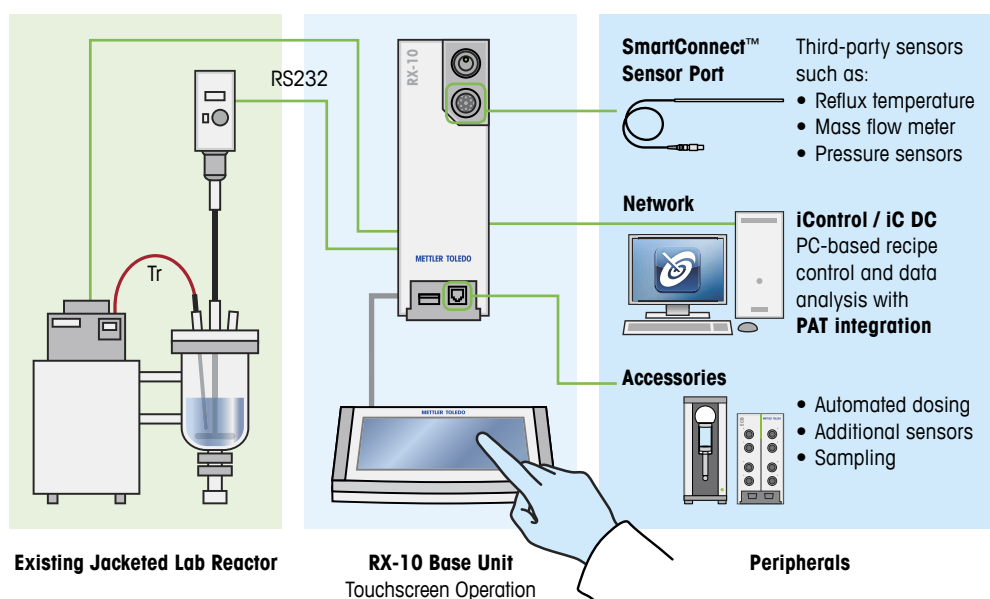 RS232
Tr
Existing Jacketed Lab Reactor
RX-10
METTLER TOLEDO
METTLER TOLEDO
RX-10 Base Unit
Touchscreen Operation
SmartConnect™
Sensor Port
Third-party sensors
such as:
• Reflux temperature
• Mass flow meter
• Pressure sensors
Network
iControl / iC DC
PC-based recipe
control and data
analysis with
PAT integration
Accessories
• Automated dosing
• Additional sensors
• Sampling
Peripherals